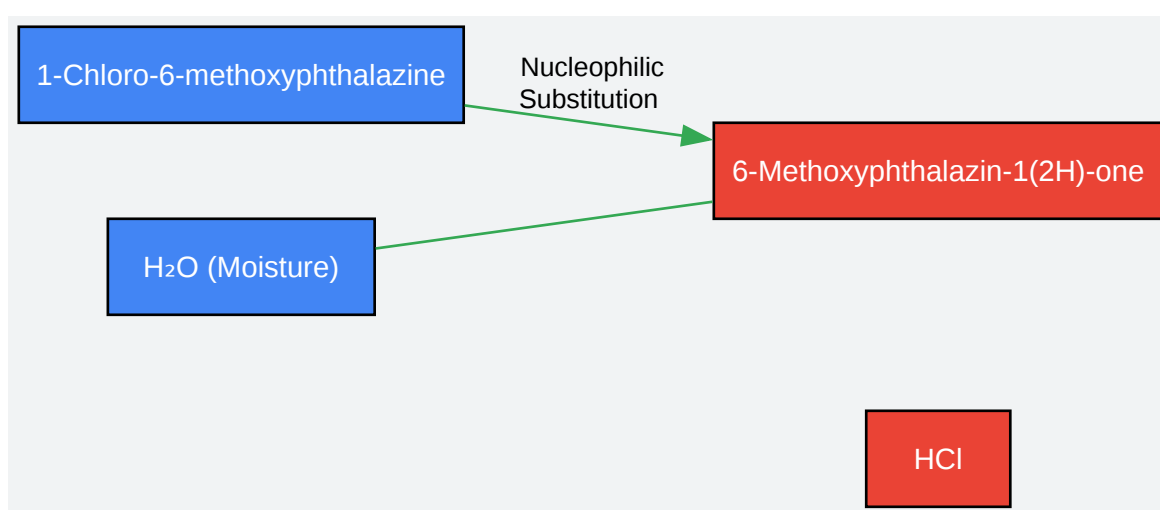 1-Chloro-6-methoxyphthalazine
Nucleophilic
Substitution
6-Methoxyphthalazin-1(2H)-one
H₂O (Moisture)
HCl